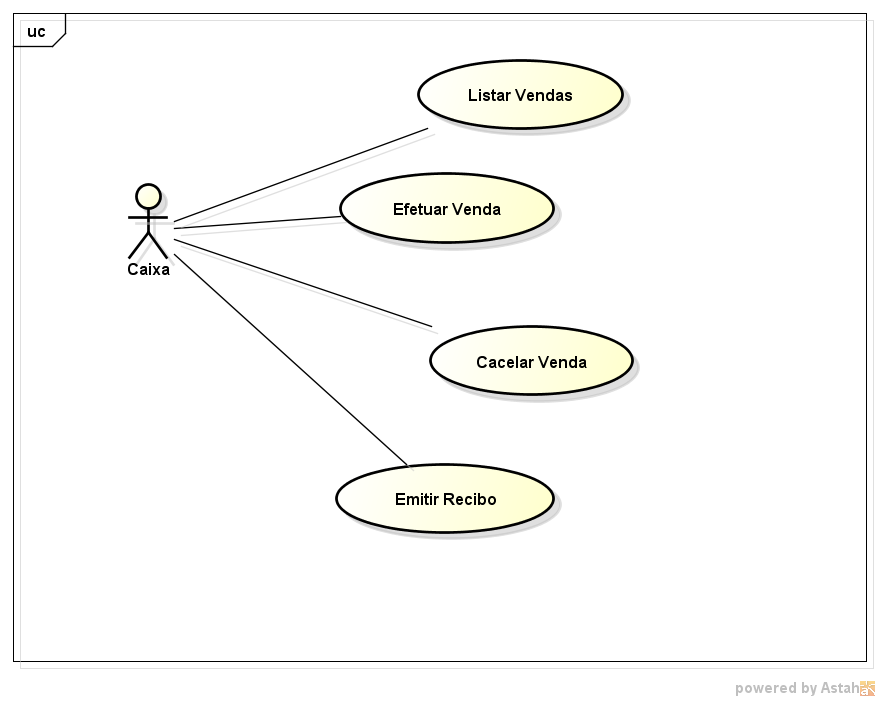 uc
Listar Vendas
Efetuar Venda
Caixa
Cacelar Venda
Emitir Recibo
powered by Astah